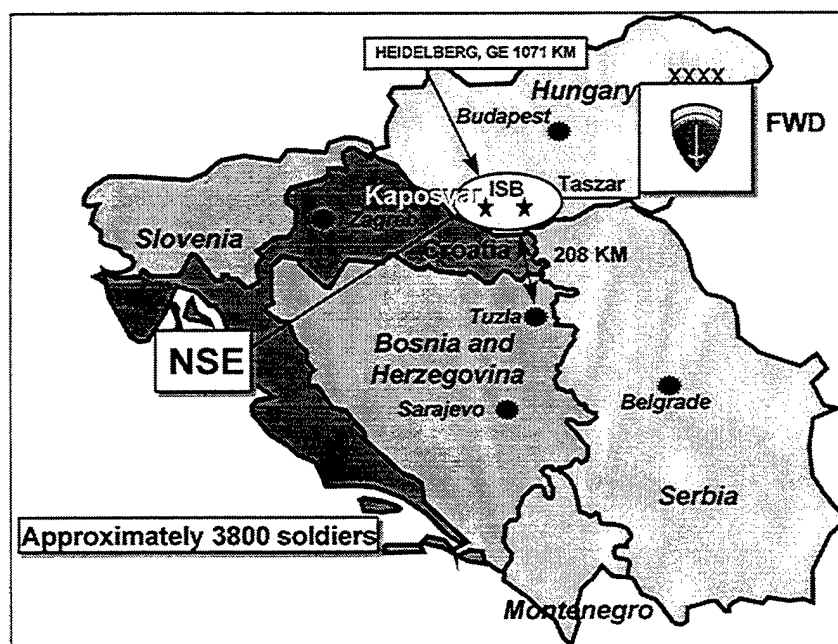 HEIDELBERG, GE 1071 KM
XXXX
Hungary
FWD
Budapest
ISB
Taszar
Kaposvar
Zagreb
Slovenia
Croatia
208 KM
Tuzla
NSE
Bosnia and
Herzegovina
Belgrade
Sarajevo
Serbia
Approximately 3800 soldiers
Montenegro